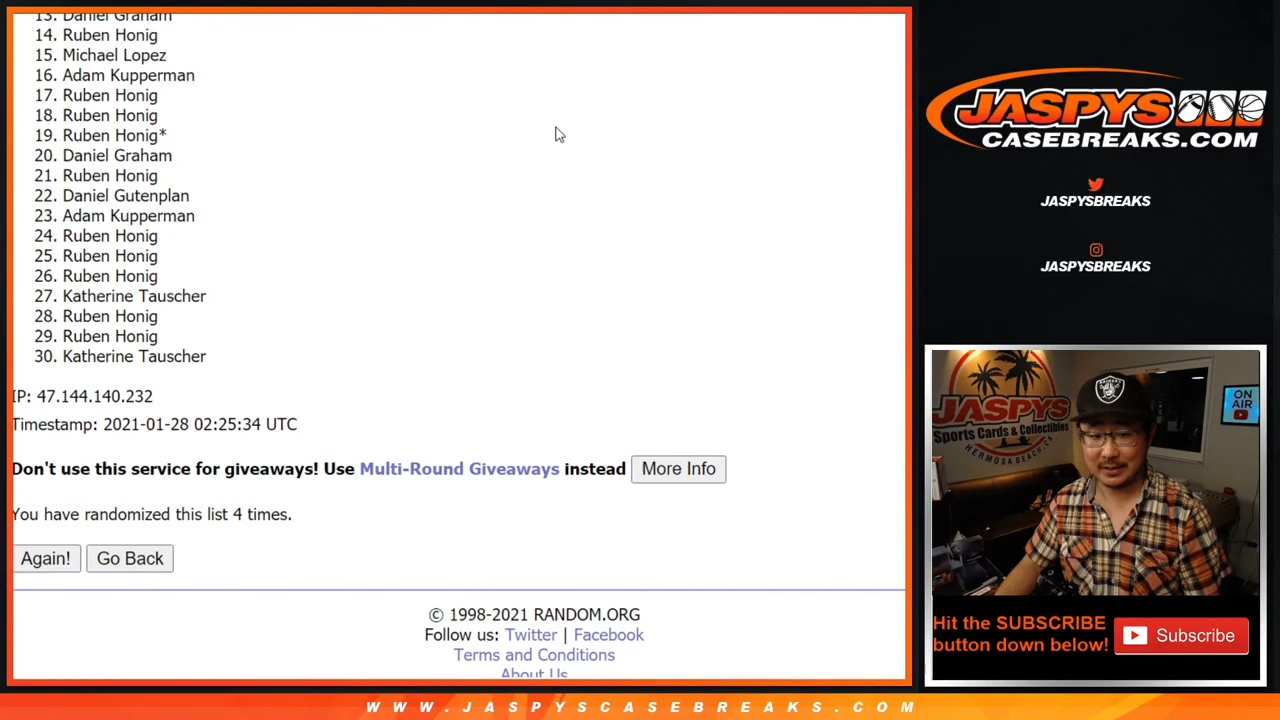 13. Daniel Graham
14. Ruben Honig
15. Michael Lopez
16. Adam Kupperman
17. Ruben Honig
18. Ruben Honig
19. Ruben Honig*
20. Daniel Graham
21. Ruben Honig
22. Daniel Gutenplan
23. Adam Kupperman
24. Ruben Honig
25. Ruben Honig
26. Ruben Honig
27. Katherine Tauscher
28. Ruben Honig
29. Ruben Honig
30. Katherine Tauscher
IP: 47.144.140.232
Timestamp: 2021-01-28 02:25:34 UTC
Don't use this service for giveaways! Use Multi-Round Giveaways instead More Info
You have randomized this list 4 times.
Again! Go Back
© 1998-2021 RANDOM.ORG
Follow us: Twitter | Facebook
Terms and Conditions
About Us
JASPYS
CASEBREAKS.COM
JASPYSBREAKS
JASPYSBREAKS
JASPYS
Sports Cards & Collectibles
HERMOSA BEACH, CA
RAIDERS
ON
AIR
Hit the SUBSCRIBE
button down below!
Subscribe
WWW.JASPYSCASEBREAKS.COM